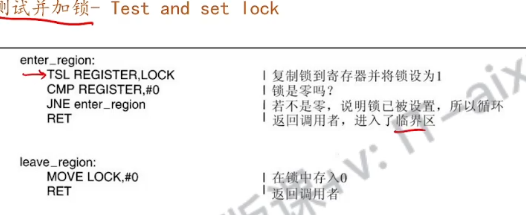 测试并加锁- Test and set lock
enter_region:
TSL REGISTER,LOCK | 复制锁到寄存器并将锁设为1
CMP REGISTER,#0 | 锁是零吗?
JNE enter_region | 若不是零，说明锁已被设置，所以循环
RET | 返回调用者，进入了临界区
leave_region:
MOVE LOCK,#0 | 在锁中存入0
RET | 返回调用者